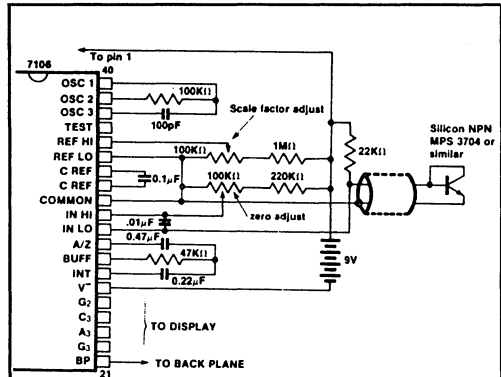 To pin 1
7106
40
OSC 1
OSC 2
OSC 3
TEST
REF HI
REF LO
C REF
C REF
COMMON
IN HI
IN LO
A/Z
BUFF
INT
V⁻
G₂
C₃
A₃
G₃
BP
21
100KΩ
100pF
Scale factor adjust
100KΩ
1MΩ
22KΩ
Silicon NPN
MPS 3704 or
similar
0.1µF
100KΩ
220KΩ
zero adjust
.01µF
0.47µF
47KΩ
0.22µF
9V
TO DISPLAY
TO BACK PLANE